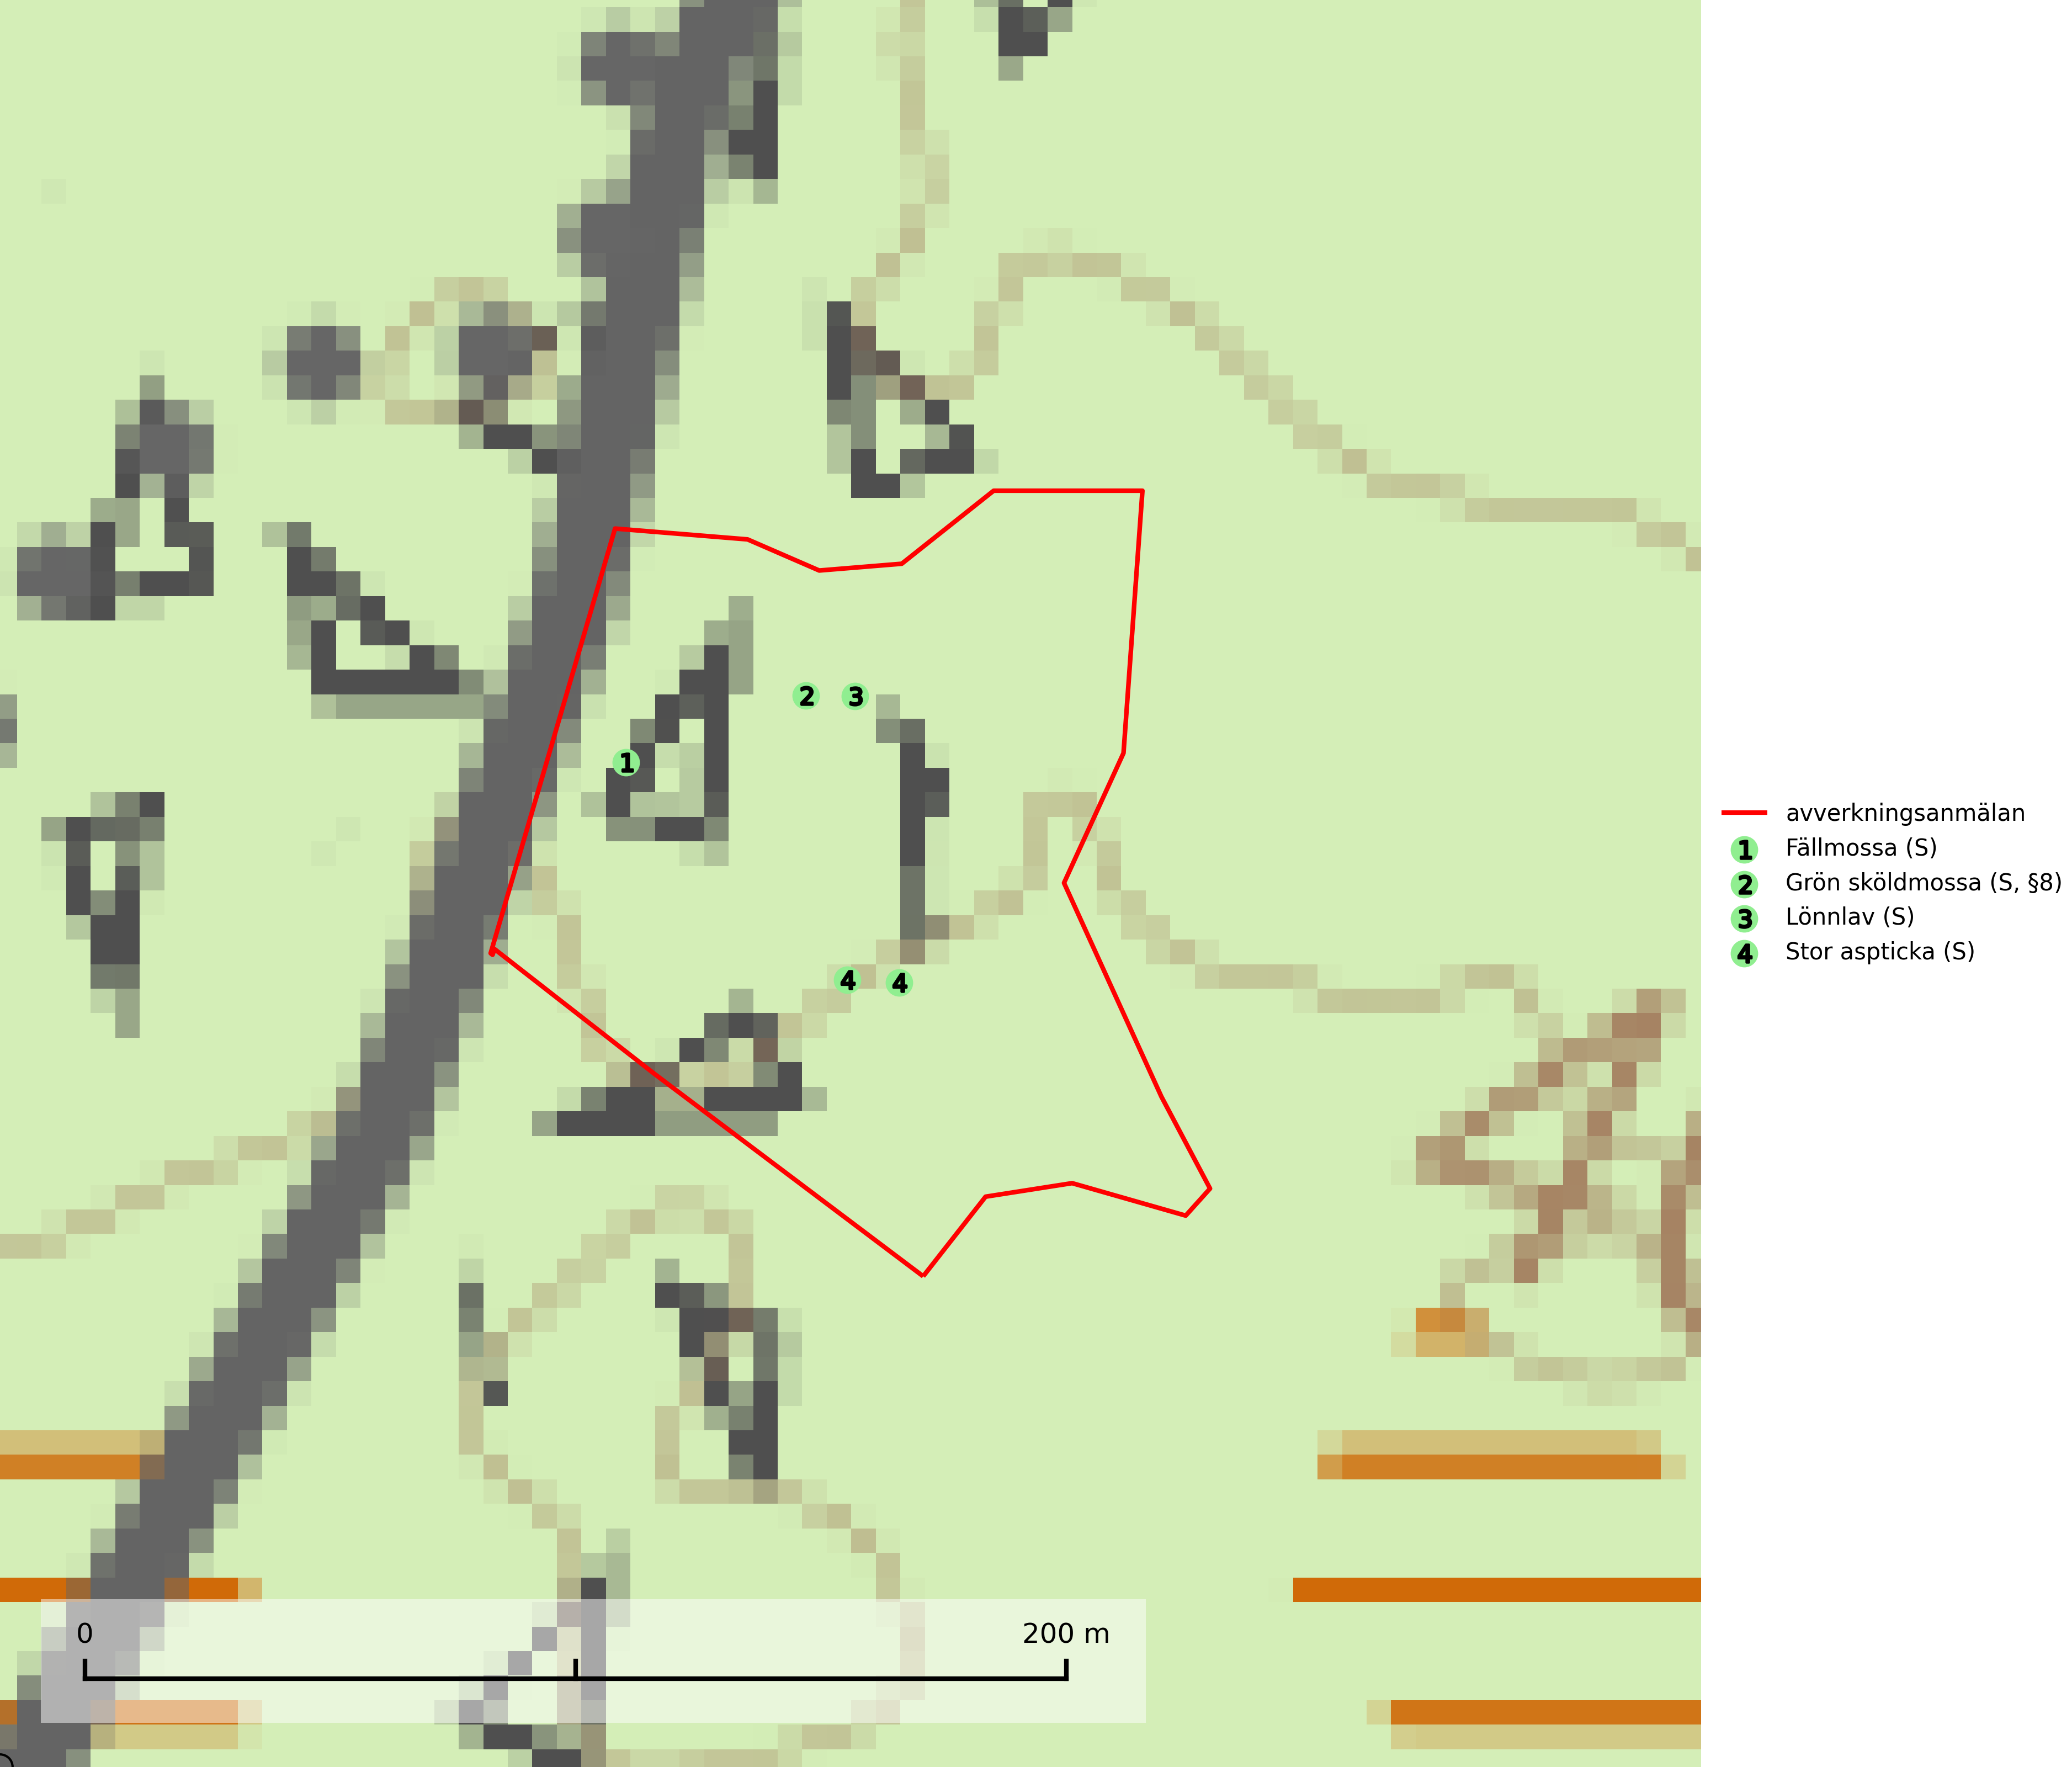 2 3
1
4 4
avverkningsanmälan
1 Fällmossa (S)
2 Grön sköldmossa (S, §8)
3 Lönnlav (S)
4 Stor aspticka (S)
0 200 m